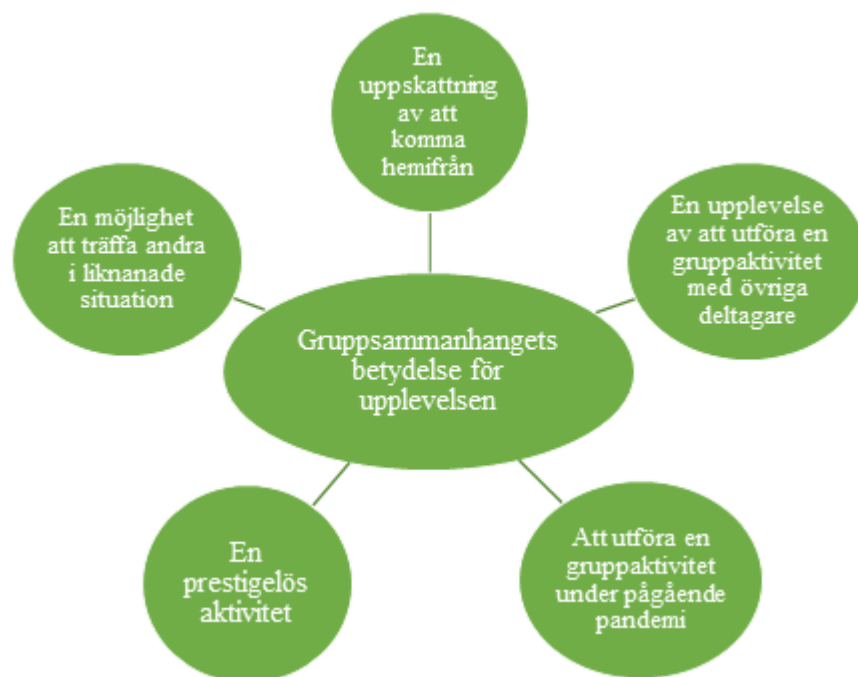 En
uppskattning
av att
komma
hemifrån
En möjlighet
att träffa andra
i liknanade
situation
En upplevelse
av att utföra en
gruppaktivitet
med övriga
deltagare
Gruppsammanhangets
betydelse för
upplevelsen
En
prestigelös
aktivitet
Att utföra en
gruppaktivitet
under pågående
pandemi